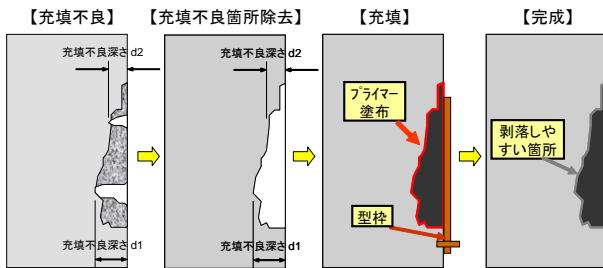 【充填不良】
【充填不良箇所除去】
【充填】
【完成】
充填不良深さd2
充填不良深さd2
プライマー
塗布
剥落しや
すい箇所
型枠
充填不良深さd1
充填不良深さd1